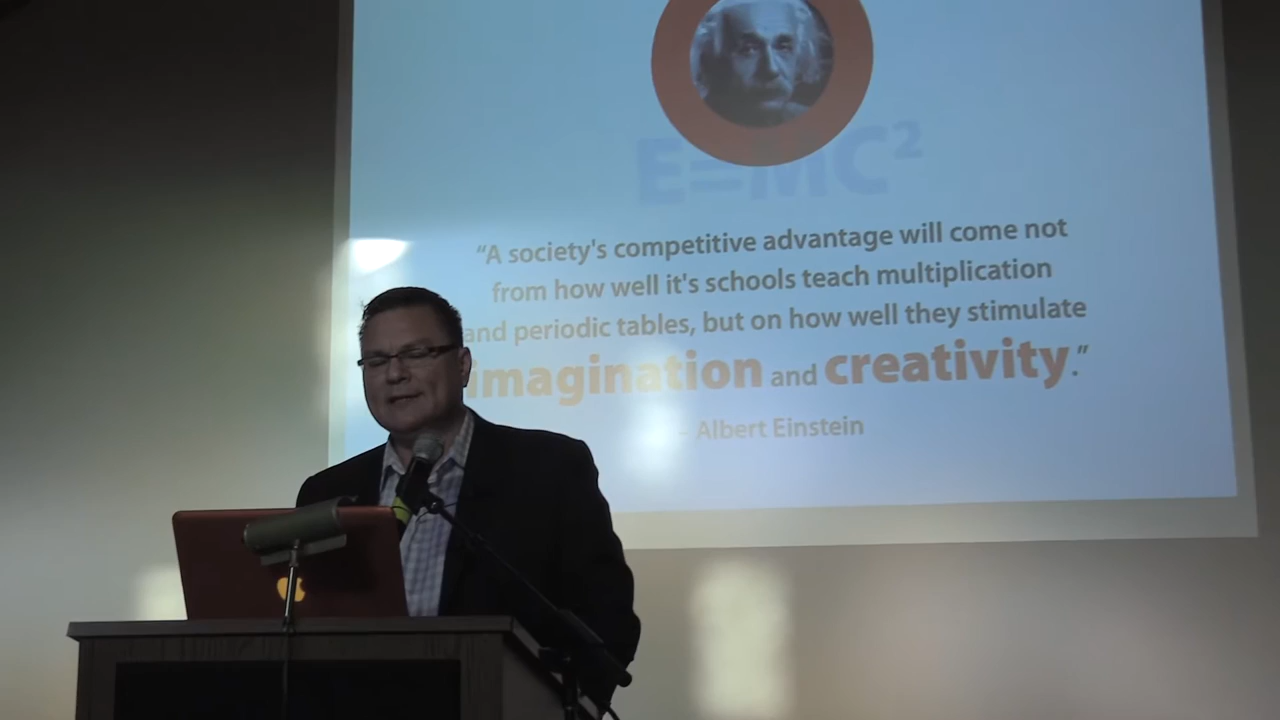 E=MC²
“A society's competitive advantage will come not
from how well it's schools teach multiplication
and periodic tables, but on how well they stimulate
imagination and creativity.”
- Albert Einstein